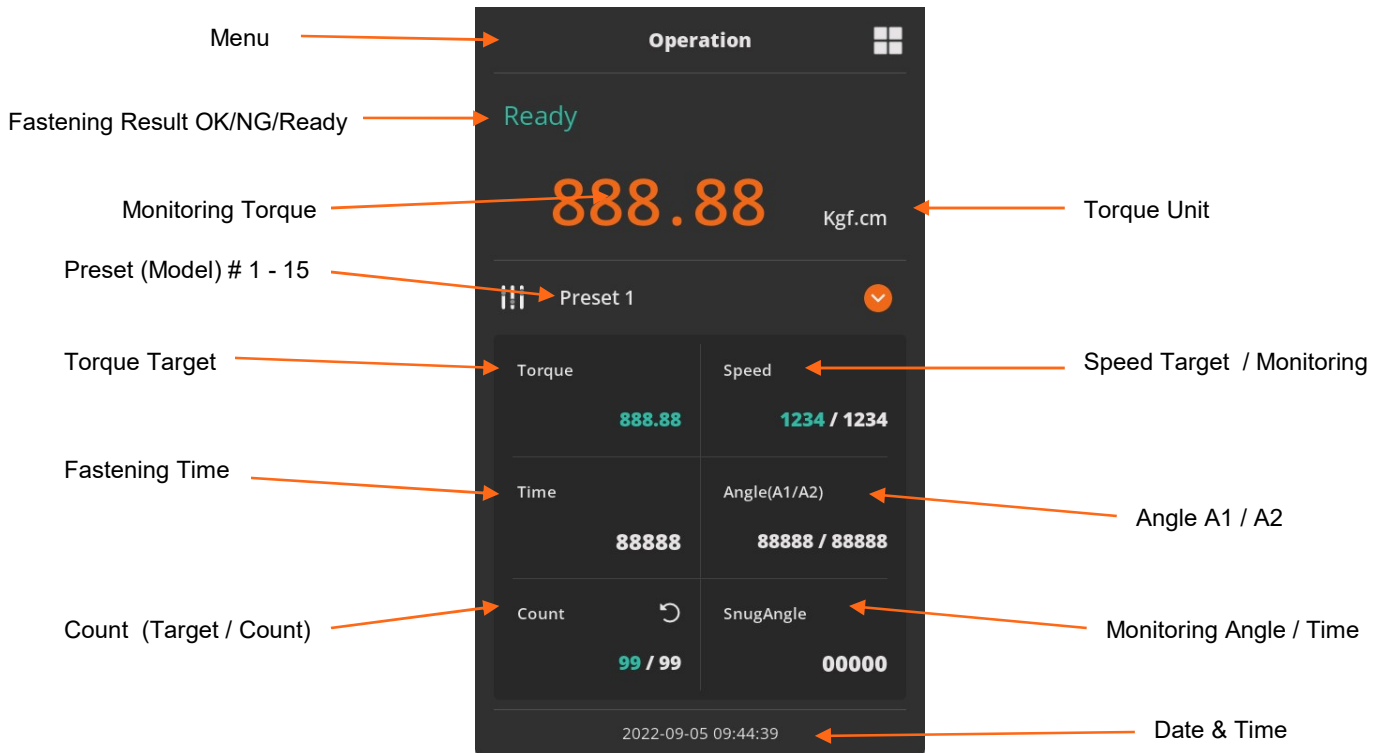 Menu
Operation
Fastening Result OK/NG/Ready
Ready
Monitoring Torque
888.88
Kgf.cm
Torque Unit
Preset (Model) # 1 - 15
Preset 1
Torque Target
Torque
888.88
Speed
1234 / 1234
Speed Target / Monitoring
Fastening Time
Time
88888
Angle(A1/A2)
88888 / 88888
Angle A1 / A2
Count (Target / Count)
Count
99 / 99
SnugAngle
00000
Monitoring Angle / Time
2022-09-05 09:44:39
Date & Time